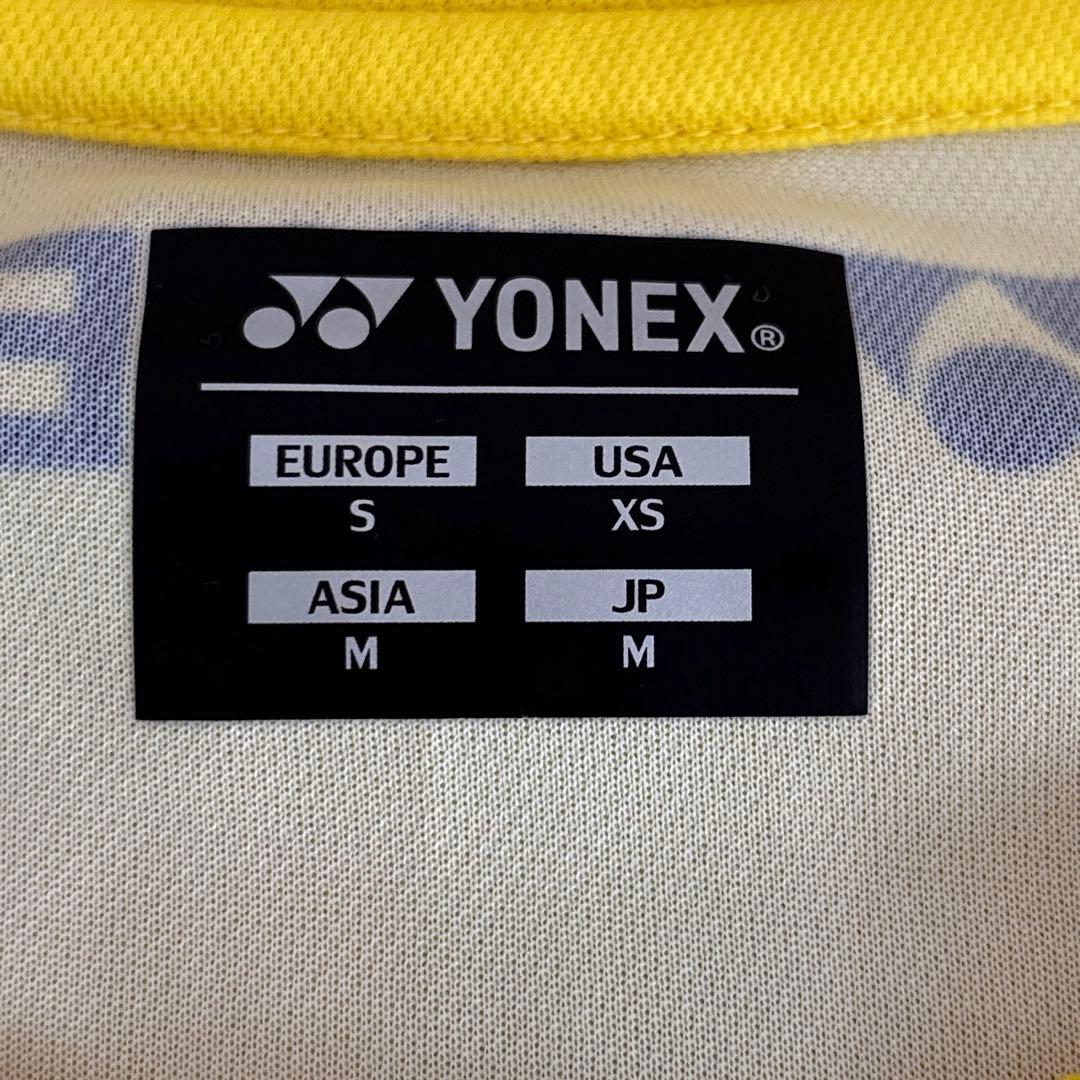 YONEX®
EUROPE USA
S XS
ASIA JP
M M